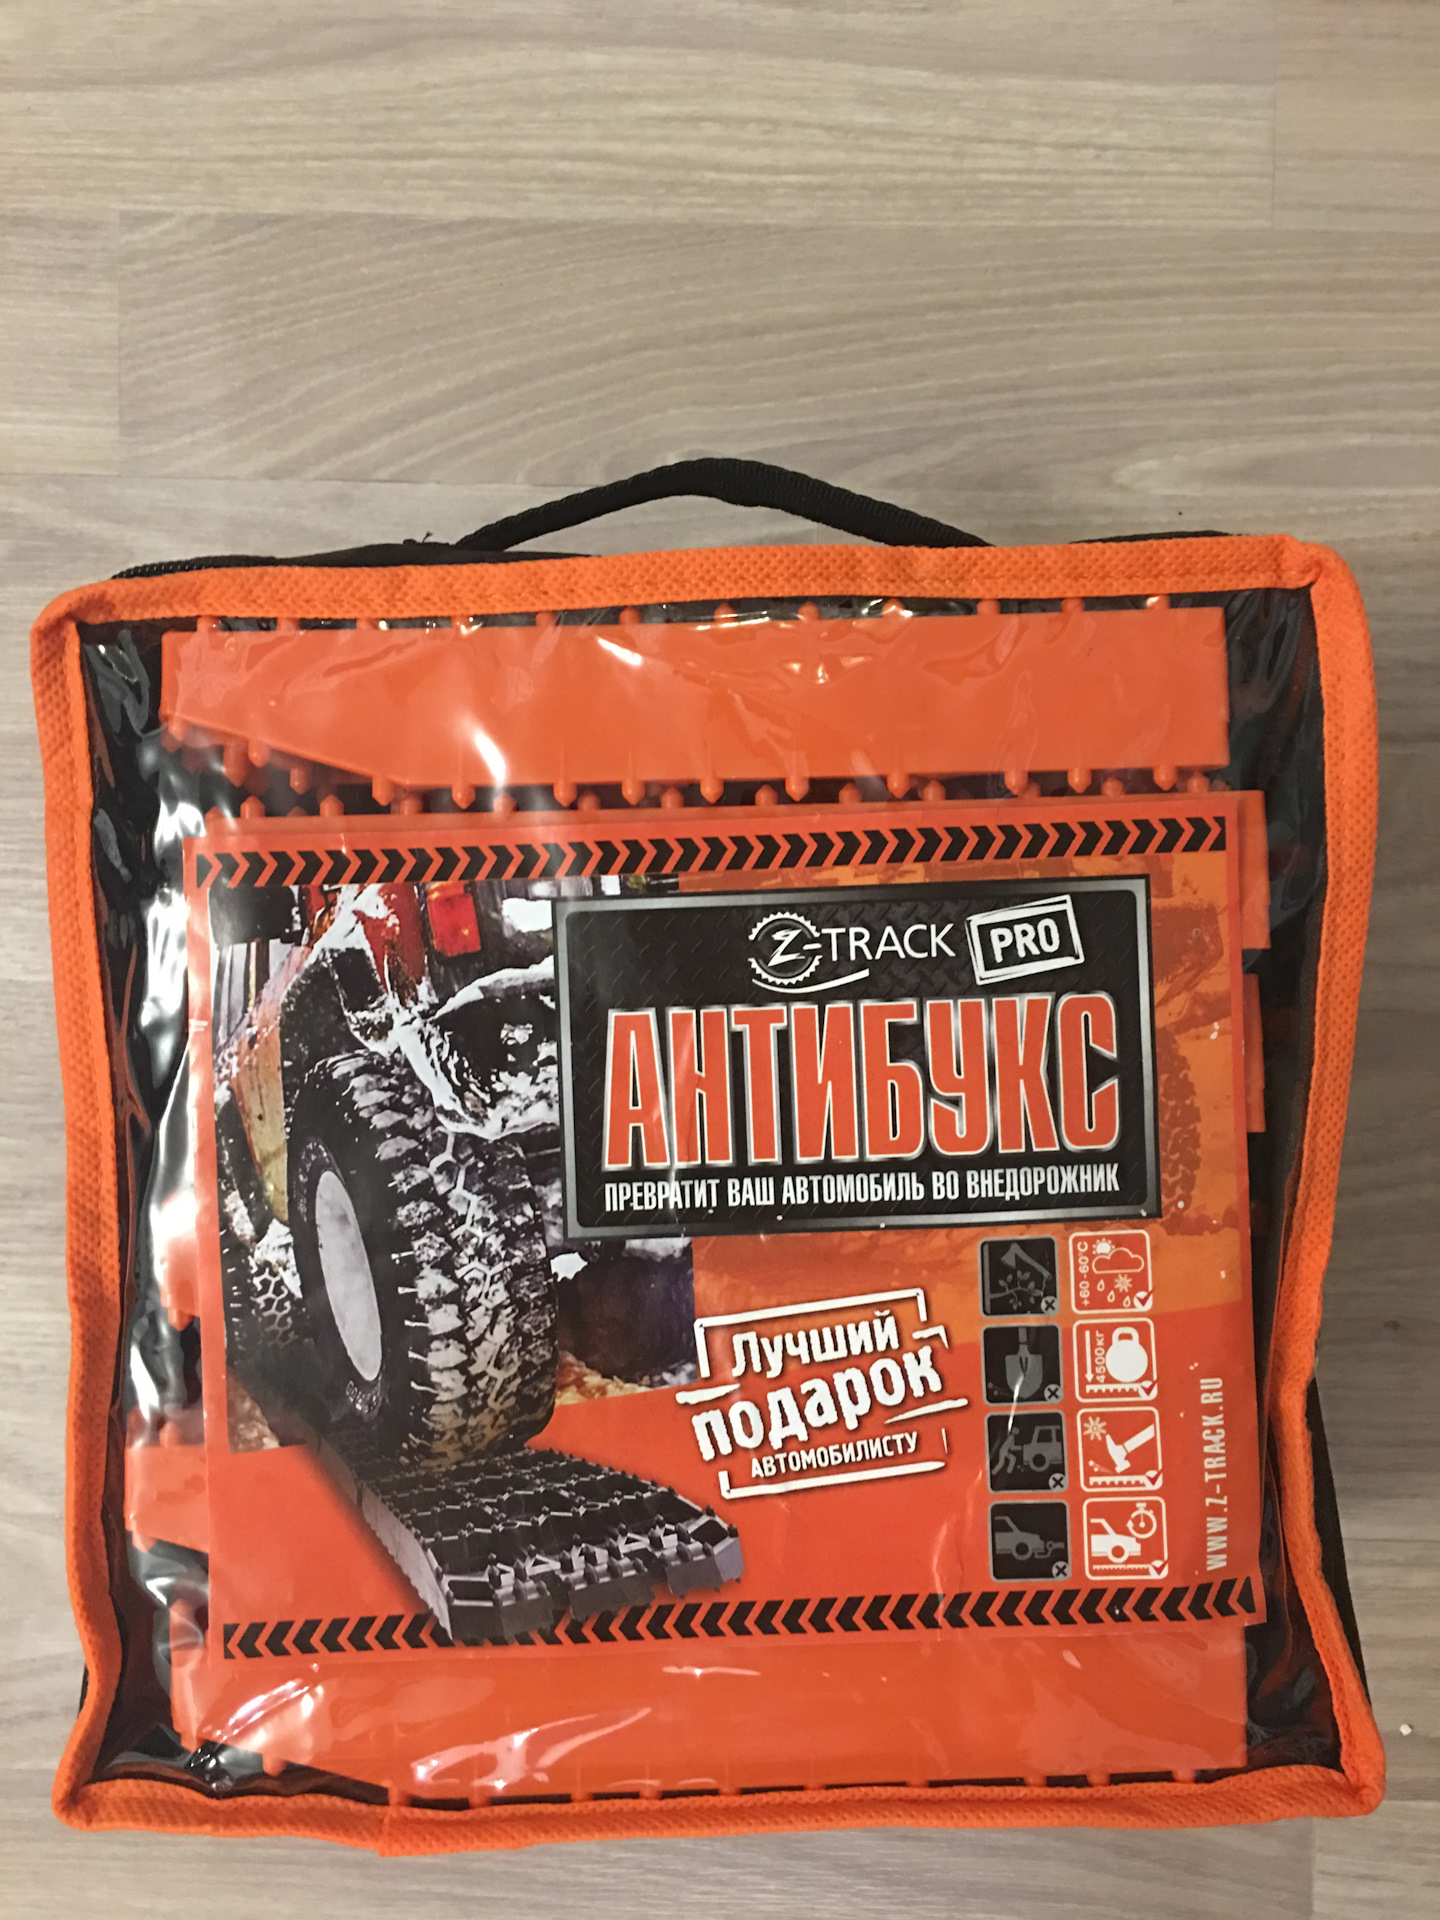 Z-TRACK PRO
АНТИБУКС
ПРЕВРАТИТ ВАШ АВТОМОБИЛЬ ВО ВНЕДОРОЖНИК
Лучший
подарок
АВТОМОБИЛИСТУ
+60 -60°C
4500КГ
WWW.Z-TRACK.RU